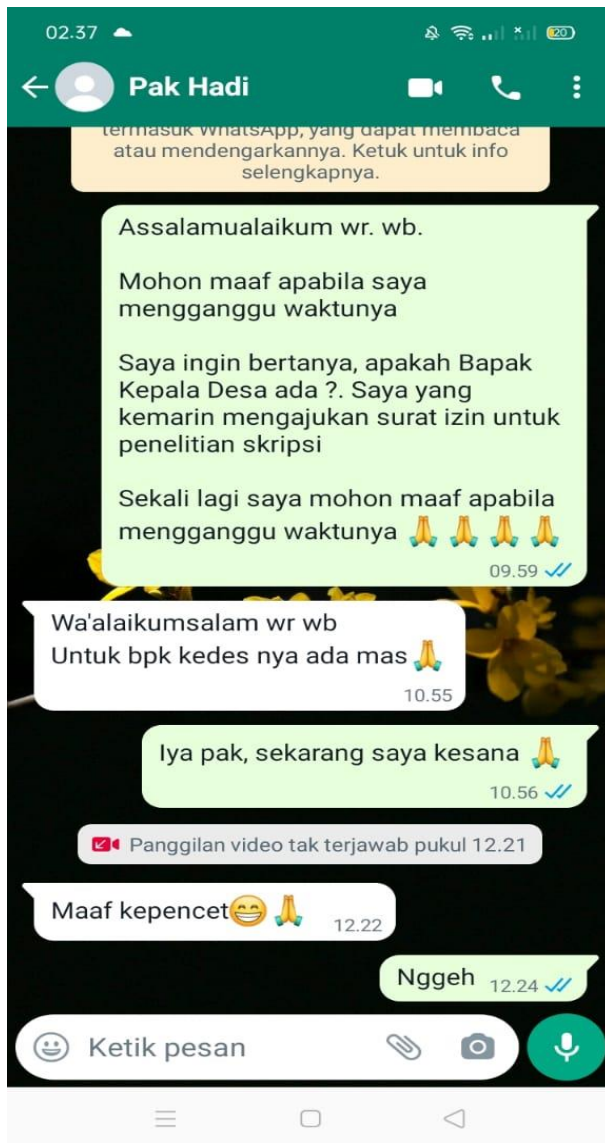 02.37
20
Pak Hadi
termasuk WhatsApp, yang dapat membaca
atau mendengarkannya. Ketuk untuk info
selengkapnya.
Assalamualaikum wr. wb.
Mohon maaf apabila saya
mengganggu waktunya
Saya ingin bertanya, apakah Bapak
Kepala Desa ada ?. Saya yang
kemarin mengajukan surat izin untuk
penelitian skripsi
Sekali lagi saya mohon maaf apabila
mengganggu waktunya 🙏 🙏 🙏 🙏
09.59
Wa'alaikumsalam wr wb
Untuk bpk kedes nya ada mas 🙏
10.55
Iya pak, sekarang saya kesana 🙏
10.56
Panggilan video tak terjawab pukul 12.21
Maaf kepencet😁🙏 12.22
Nggeh 12.24
Ketik pesan